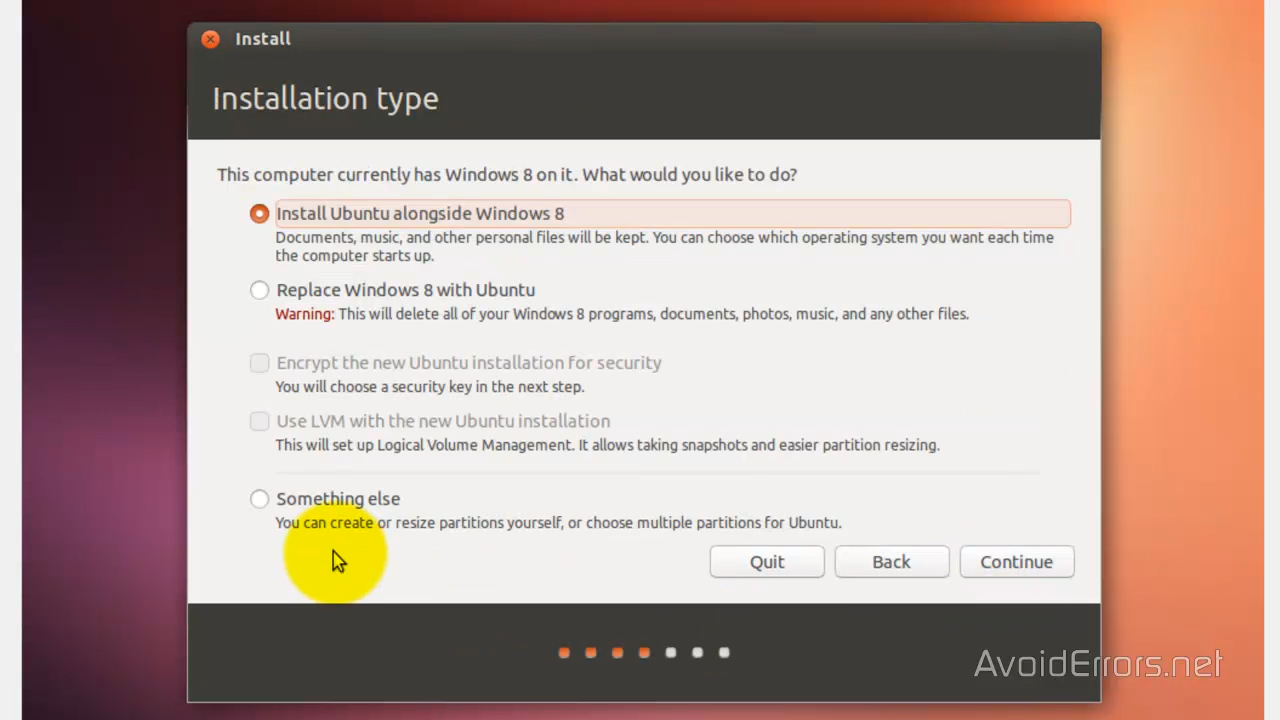 Install
Installation type
This computer currently has Windows 8 on it. What would you like to do?
Install Ubuntu alongside Windows 8
Documents, music, and other personal files will be kept. You can choose which operating system you want each time
the computer starts up.
Replace Windows 8 with Ubuntu
Warning: This will delete all of your Windows 8 programs, documents, photos, music, and any other files.
Encrypt the new Ubuntu installation for security
You will choose a security key in the next step.
Use LVM with the new Ubuntu installation
This will set up Logical Volume Management. It allows taking snapshots and easier partition resizing.
Something else
You can create or resize partitions yourself, or choose multiple partitions for Ubuntu.
Quit Back Continue
AvoidErrors.net